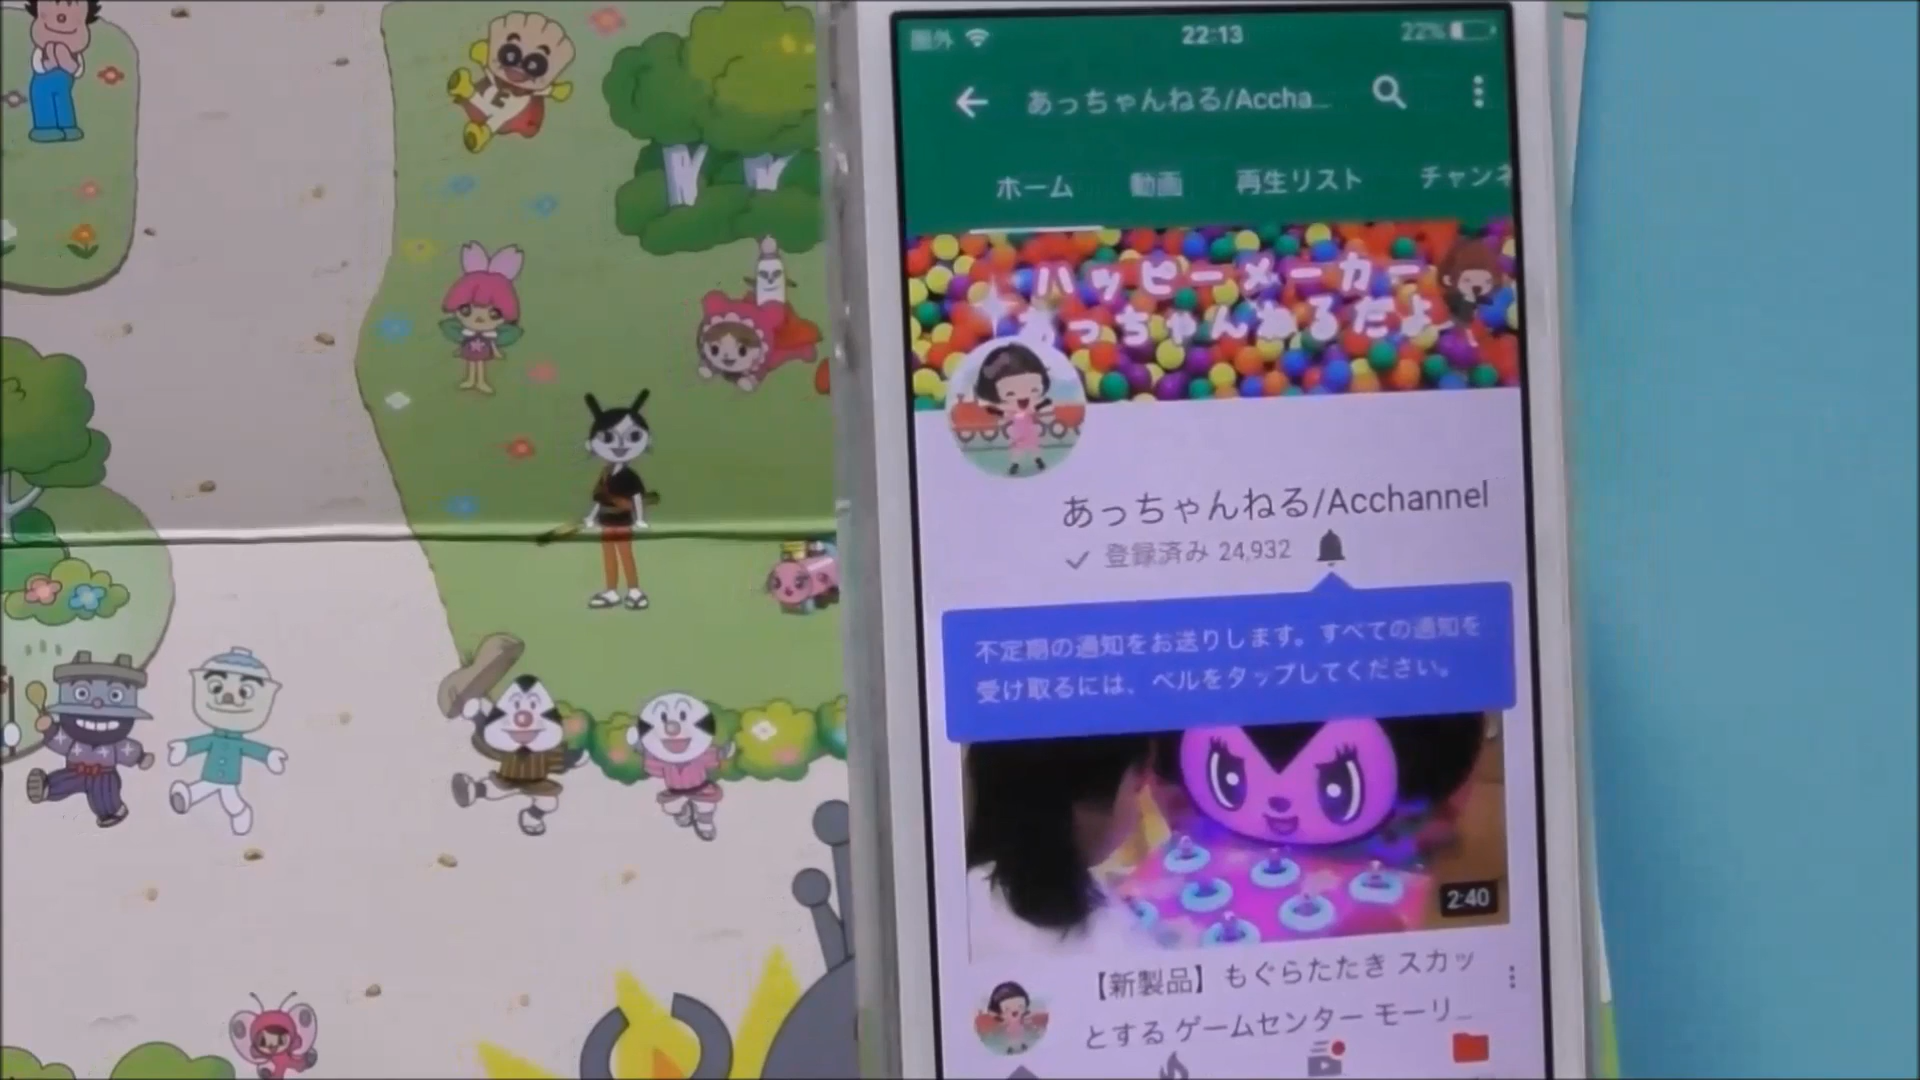 圏外 22:13 22%
あっちゃんねる/Accha...
ホーム 動画 再生リスト チャンネ
ハッピーメーカー
あっちゃんねるだよ
あっちゃんねる/Acchannel
登録済み 24,932
不定期の通知をお送りします。すべての通知を
受け取るには、ベルをタップしてください。
2:40
【新製品】もぐらたたき スカッ
とする ゲームセンター モーリ...
E